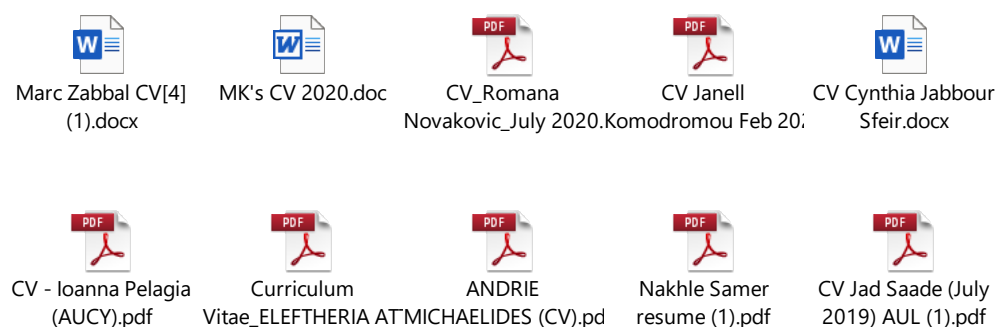 PDF
PDF
Marc Zabbal CV[4]
(1).docx
MK's CV 2020.doc
CV_Romana
Novakovic_July 2020.
CV Janell
Komodromou Feb 202
CV Cynthia Jabbour
Sfeir.docx
PDF
PDF
PDF
PDF
PDF
CV - Ioanna Pelagia
(AUCY).pdf
Curriculum
Vitae_ELEFTHERIA AT
ANDRIE
MICHAELIDES (CV).pd
Nakhle Samer
resume (1).pdf
CV Jad Saade (July
2019) AUL (1).pdf